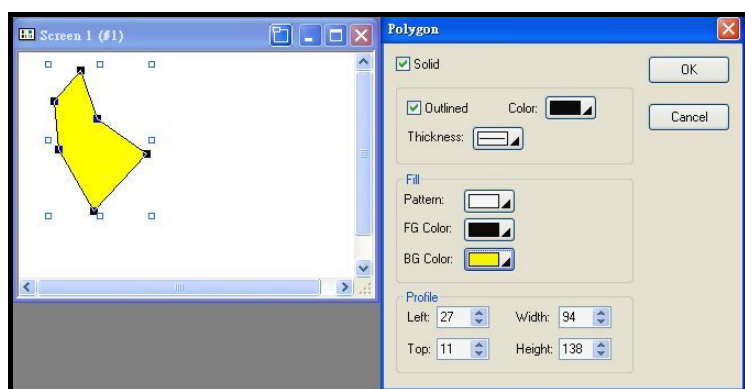 Screen 1 (#1)
Polygon
Solid
OK
Outlined Color:
Cancel
Thickness:
Fill
Pattern:
FG Color:
BG Color:
Profile
Left: 27 Width: 94
Top: 11 Height: 138